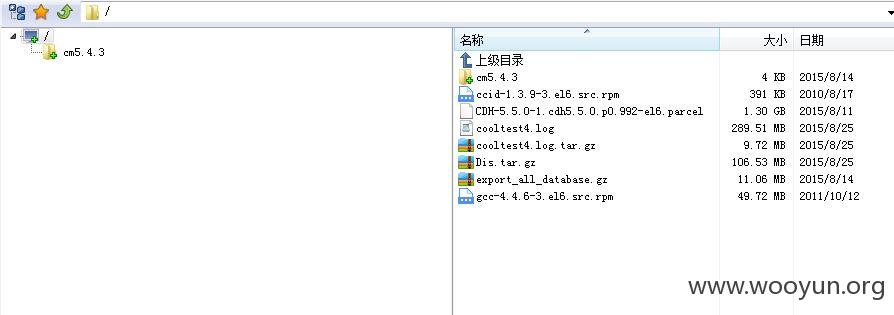 /
/
cm5.4.3
名称 大小 日期
上级目录
cm5.4.3 4 KB 2015/8/14
ccid-1.3.9-3.el6.src.rpm 391 KB 2010/8/17
CDH-5.5.0-1.cdh5.5.0.p0.992-el6.parcel 1.30 GB 2015/8/11
cooltest4.log 289.51 MB 2015/8/25
cooltest4.log.tar.gz 9.72 MB 2015/8/25
Dis.tar.gz 106.53 MB 2015/8/25
export_all_database.gz 11.06 MB 2015/8/14
gcc-4.4.6-3.el6.src.rpm 49.72 MB 2011/10/12
www.wooyun.org